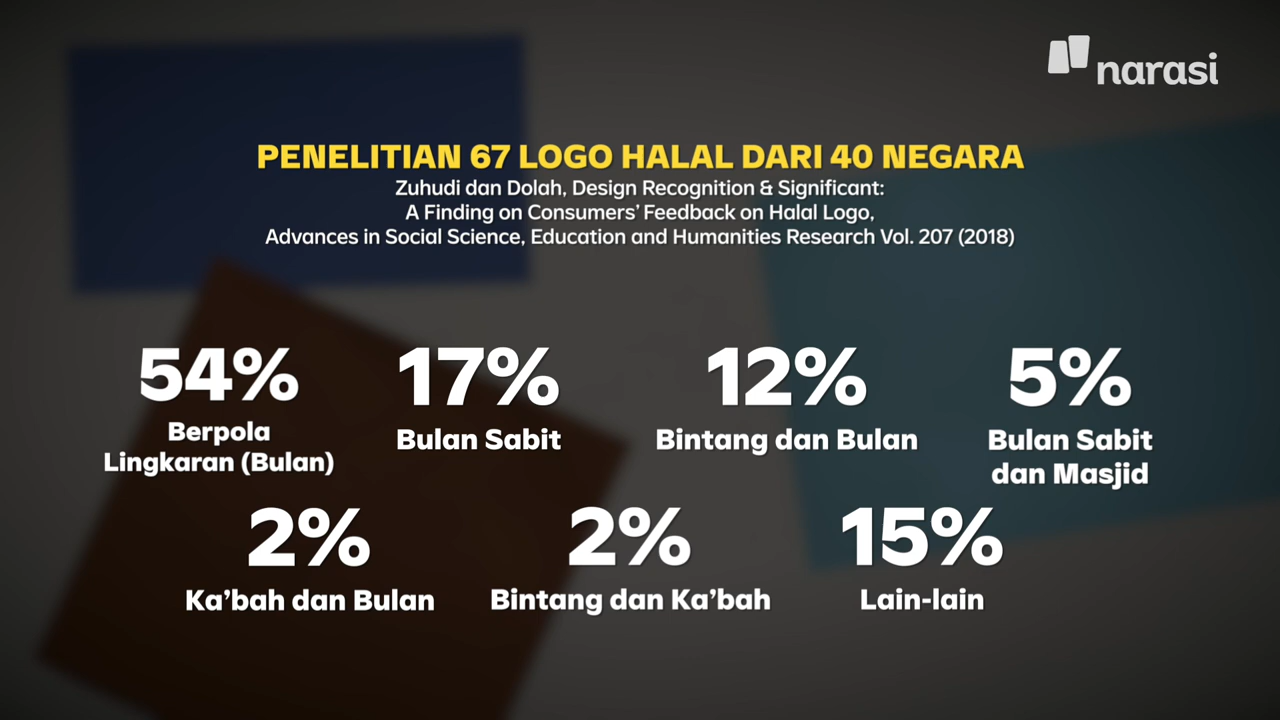 narasi
PENELITIAN 67 LOGO HALAL DARI 40 NEGARA
Zuhudi dan Dolah, Design Recognition & Significant:
A Finding on Consumers' Feedback on Halal Logo,
Advances in Social Science, Education and Humanities Research Vol. 207 (2018)
54%
Berpola
Lingkaran (Bulan)
17%
Bulan Sabit
12%
Bintang dan Bulan
5%
Bulan Sabit
dan Masjid
2%
Ka'bah dan Bulan
2%
Bintang dan Ka'bah
15%
Lain-lain